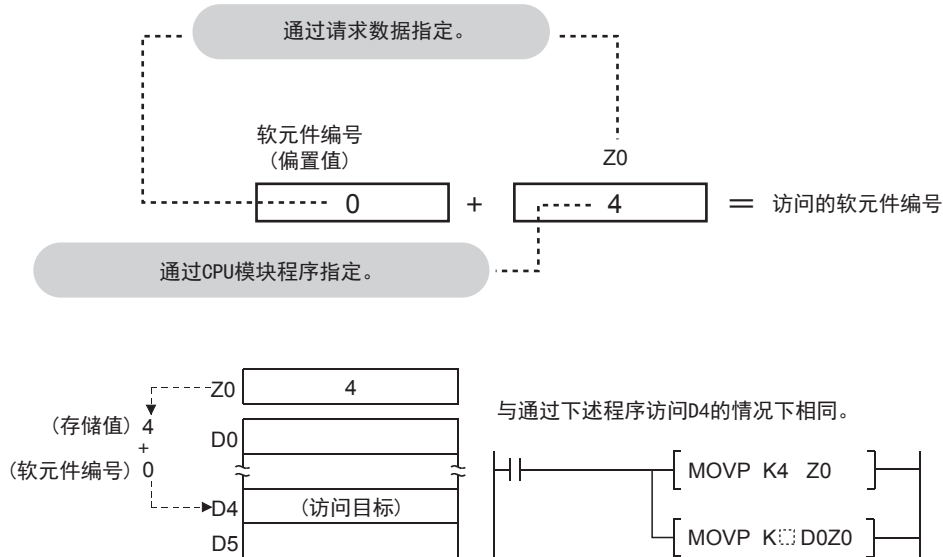 通过请求数据指定。
软元件编号
（偏置值）
Z0
0 + 4 = 访问的软元件编号
通过CPU模块程序指定。
Z0 4
（存储值）4
+
（软元件编号）0
D0
D4 （访问目标）
D5
与通过下述程序访问D4的情况下相同。
MOVP K4 Z0
MOVP K D0Z0